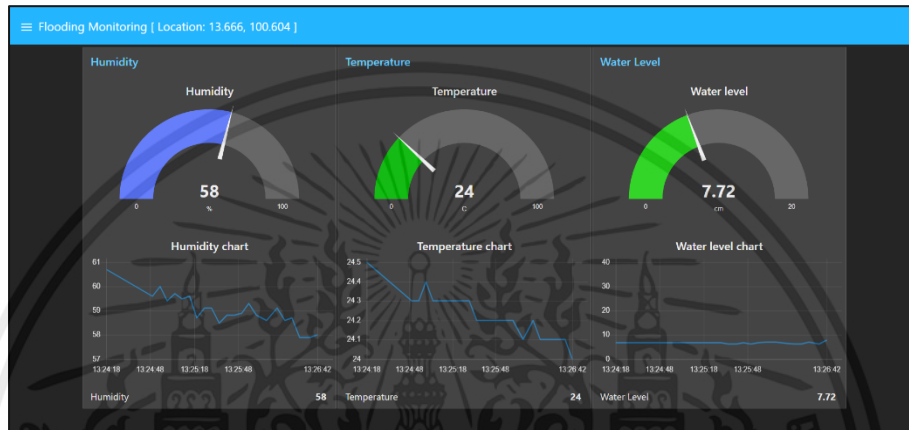 Flooding Monitoring [ Location: 13.666, 100.604 ]
Humidity
Humidity
58
%
0
100
Humidity chart
61
60
59
58
57
13:24:18 13:24:48 13:25:18 13:25:48 13:26:42
Humidity 58
Temperature
Temperature
24
C
0
100
Temperature chart
24.5
24.4
24.3
24.2
24.1
24
13:24:18 13:24:48 13:25:18 13:25:48 13:26:42
Temperature 24
Water Level
Water level
7.72
cm
0
20
Water level chart
40
30
20
10
0
13:24:18 13:24:48 13:25:18 13:25:48 13:26:42
Water Level 7.72